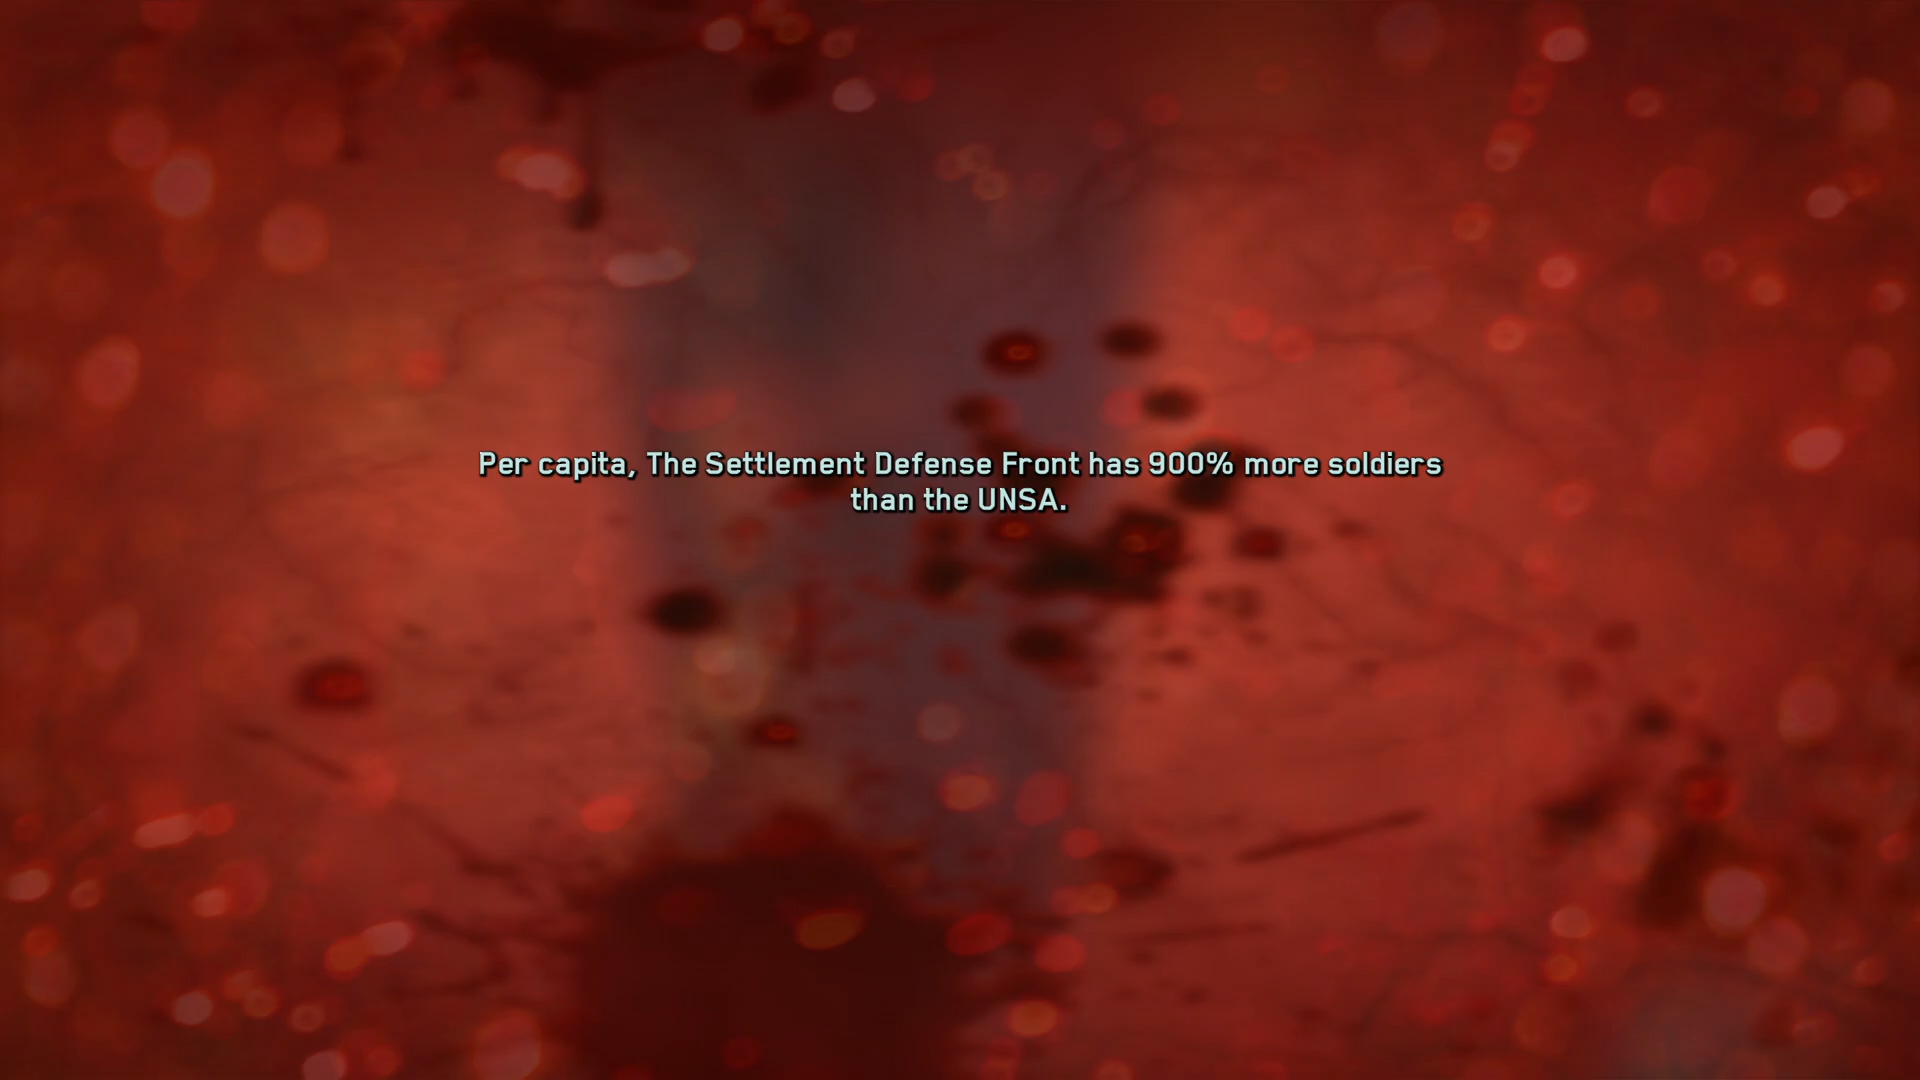 Per capita, The Settlement Defense Front has 900% more soldiers
than the UNSA.